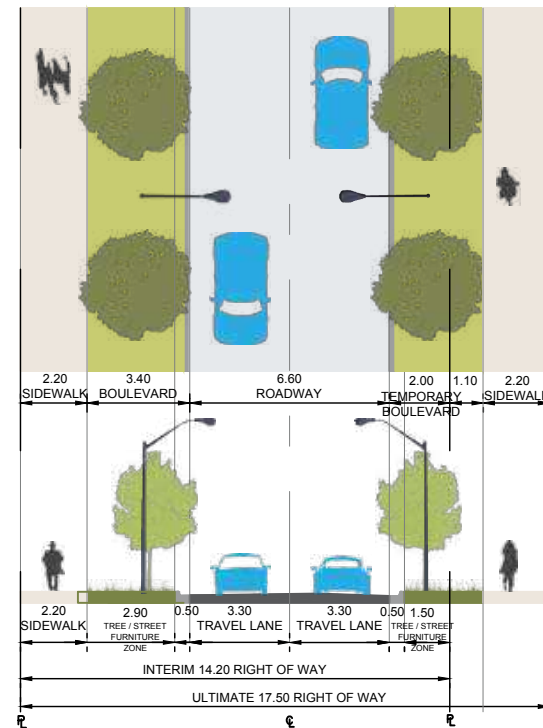 2.20 3.40 6.60 2.00 1.10 2.20
SIDEWALK BOULEVARD ROADWAY TEMPORARY BOULEVARD SIDEWALK
2.20 2.90 0.50 3.30 3.30 0.50 1.50
SIDEWALK TREE / STREET FURNITURE ZONE TRAVEL LANE TRAVEL LANE TREE / STREET FURNITURE ZONE
INTERIM 14.20 RIGHT OF WAY
ULTIMATE 17.50 RIGHT OF WAY
℄ ℄ ℄